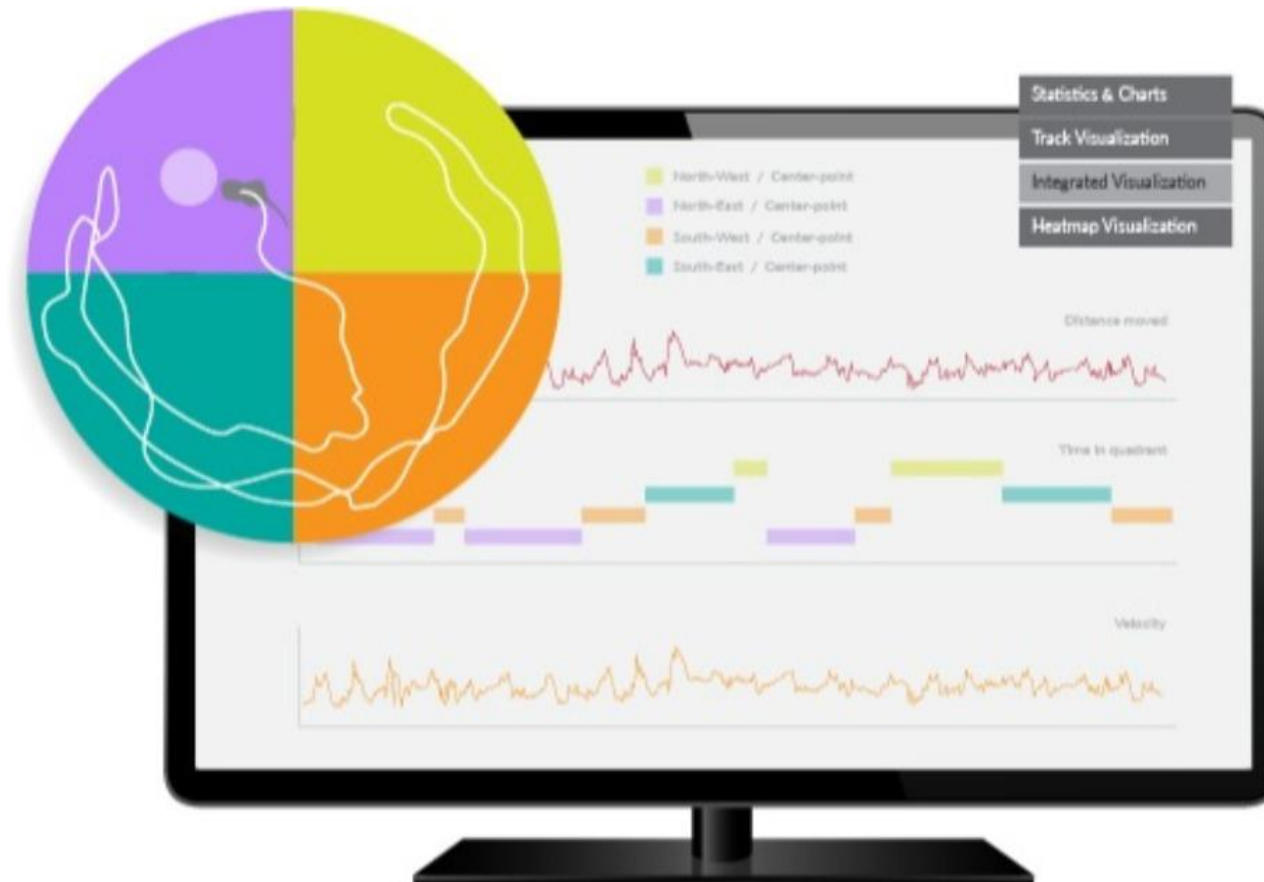 Statistics & Charts
Track Visualization
Integrated Visualization
Heatmap Visualization
North-West / Center-point
North-East / Center-point
South-West / Center-point
South-East / Center-point
Distance moved
Time in quadrant
Velocity